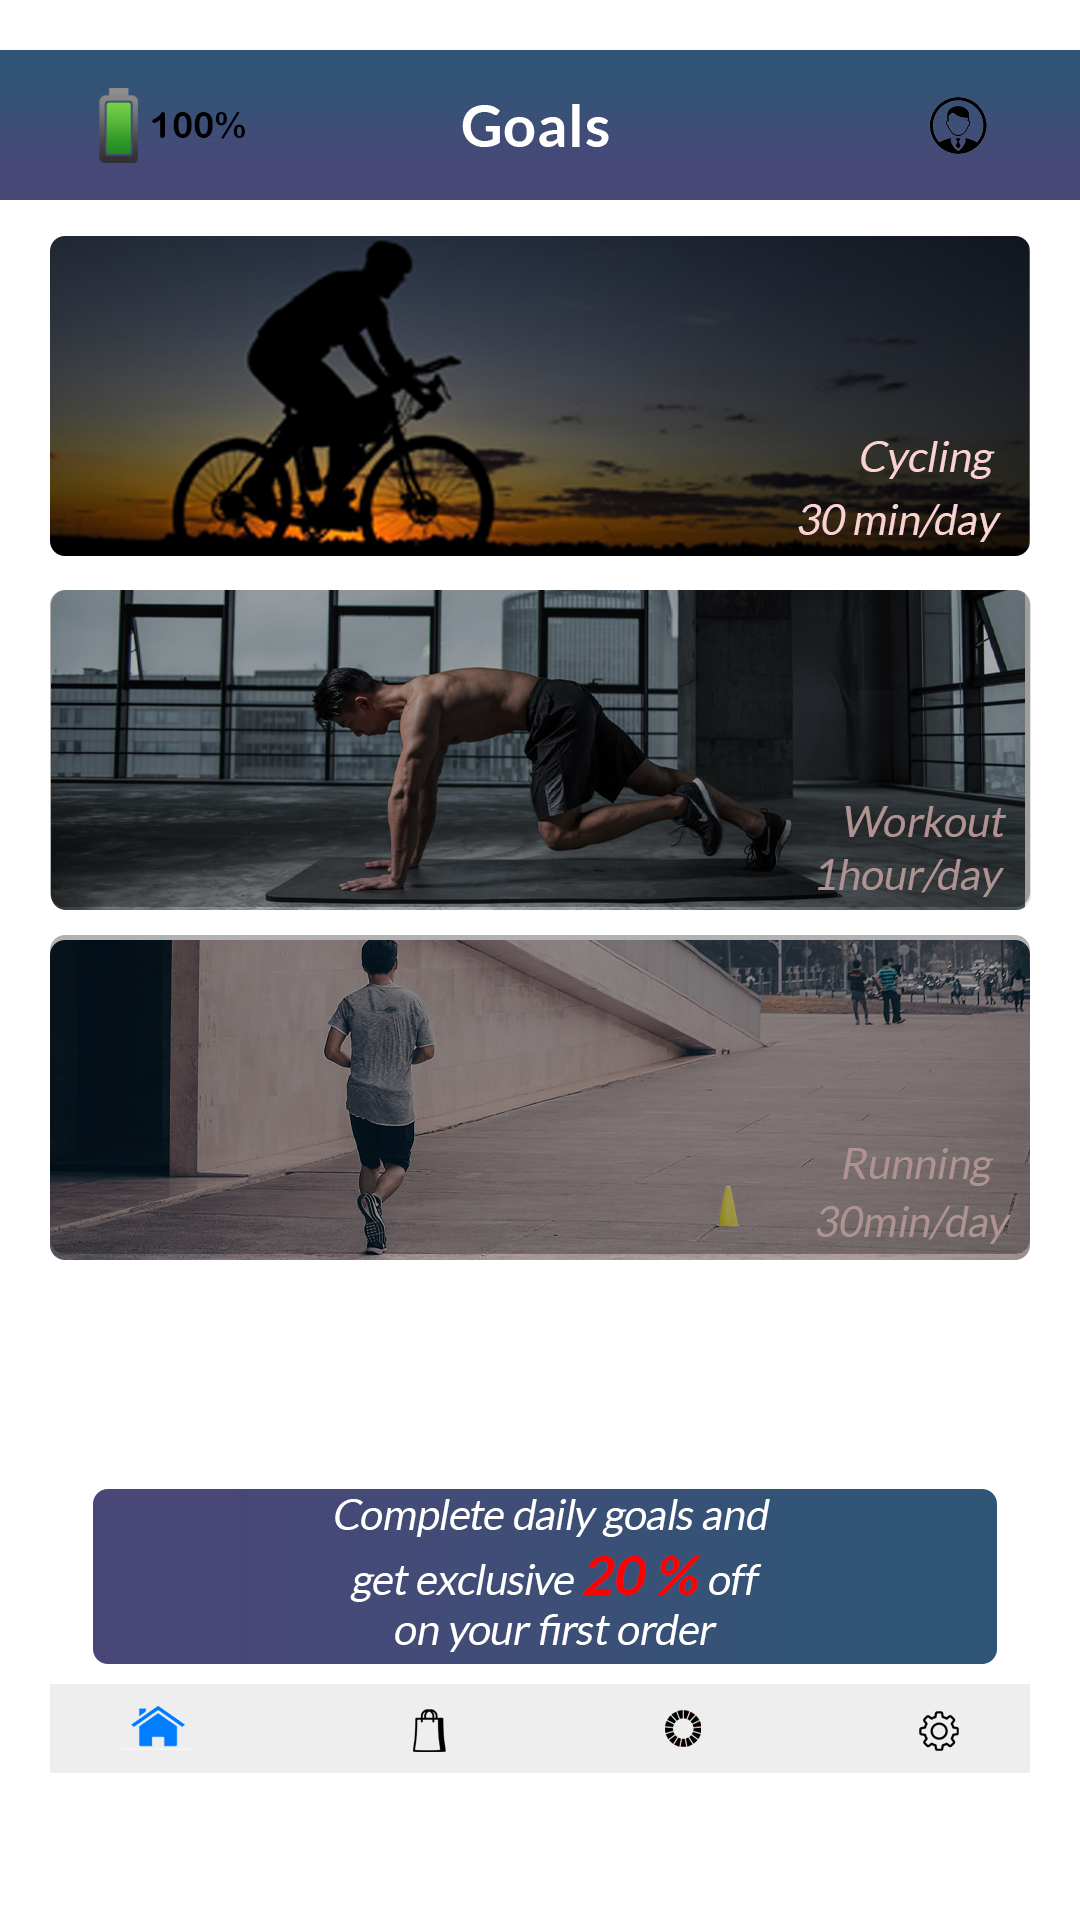 100%
Goals
Cycling
30 min/day
Workout
1hour/day
Running
30min/day
Complete daily goals and
get exclusive 20 % off
on your first order